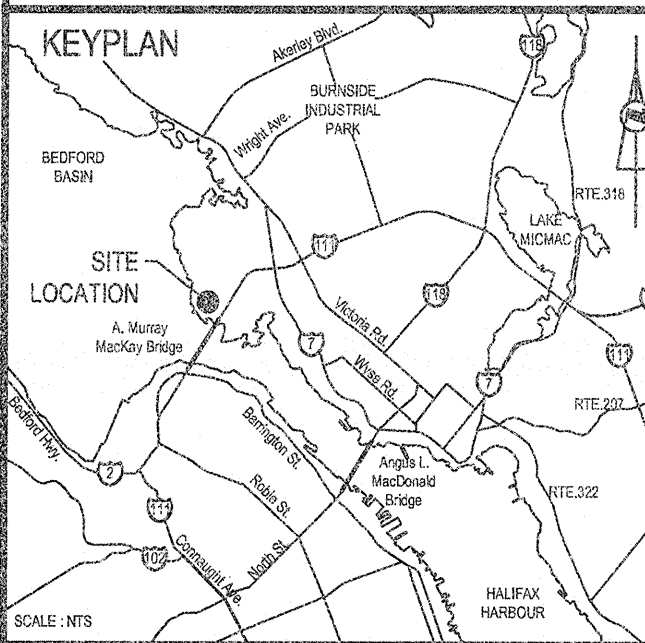 KEYPLAN
Akerley Blvd.
118
BURNSIDE
INDUSTRIAL
PARK
Wright Ave.
BEDFORD
BASIN
RTE.318
LAKE
MICMAC
111
SITE
LOCATION
118
A. Murray
MacKay Bridge
Victoria Rd.
7
Wyse Rd.
111
7
RTE.207
Bedford Hwy.
Barrington St.
2
Angus L.
MacDonald
Bridge
Robie St.
RTE.322
111
102
Connaught Ave.
North St.
HALIFAX
HARBOUR
SCALE : NTS